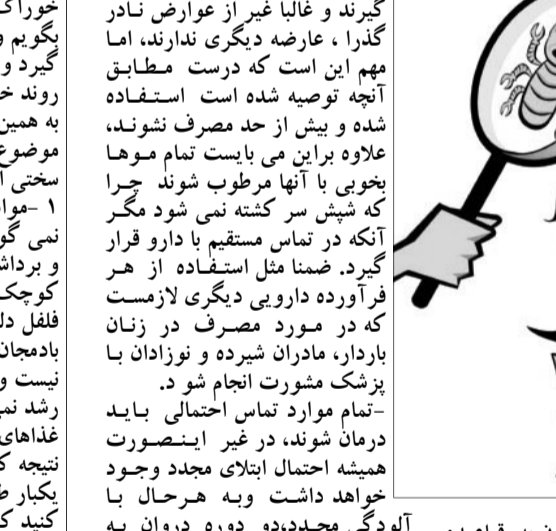 گیرند و غالبا غیر از عوارض نادر
گذرا ، عارضه دیگری ندارند، اما
مهم این است که درست مطابق
آنچه توصیه شده است استفاده
شده و بیش از حد مصرف نشوند،
علاوه براین می بایست تمام موها
بخوبی با آنها مرطوب شوند چرا
که شپش سر کشته نمی شود مگر
آنکه در تماس مستقیم با دارو قرار
گیرد. ضمنا مثل استفاده از هر
فرآورده دارویی دیگری لازمست
که در مورد مصرف در زنان
باردار، مادران شیرده و نوزادان با
پزشک مشورت انجام شو د.
-تمام موارد تماس احتمالی باید
درمان شوند، در غیر اینصورت
همیشه احتمال ابتلای مجدد وجود
خواهد داشت وبه هرحال با
آلودگی مجدد،دو دوره دروان به
بگویم و
گیرد و
روند
به همین
موضوع
سختی
۱ -
نمی
و
کوچک
فلفل
بادمجان
نیست و
رشد
غذاهای
نتیجه
یکبار
کنید